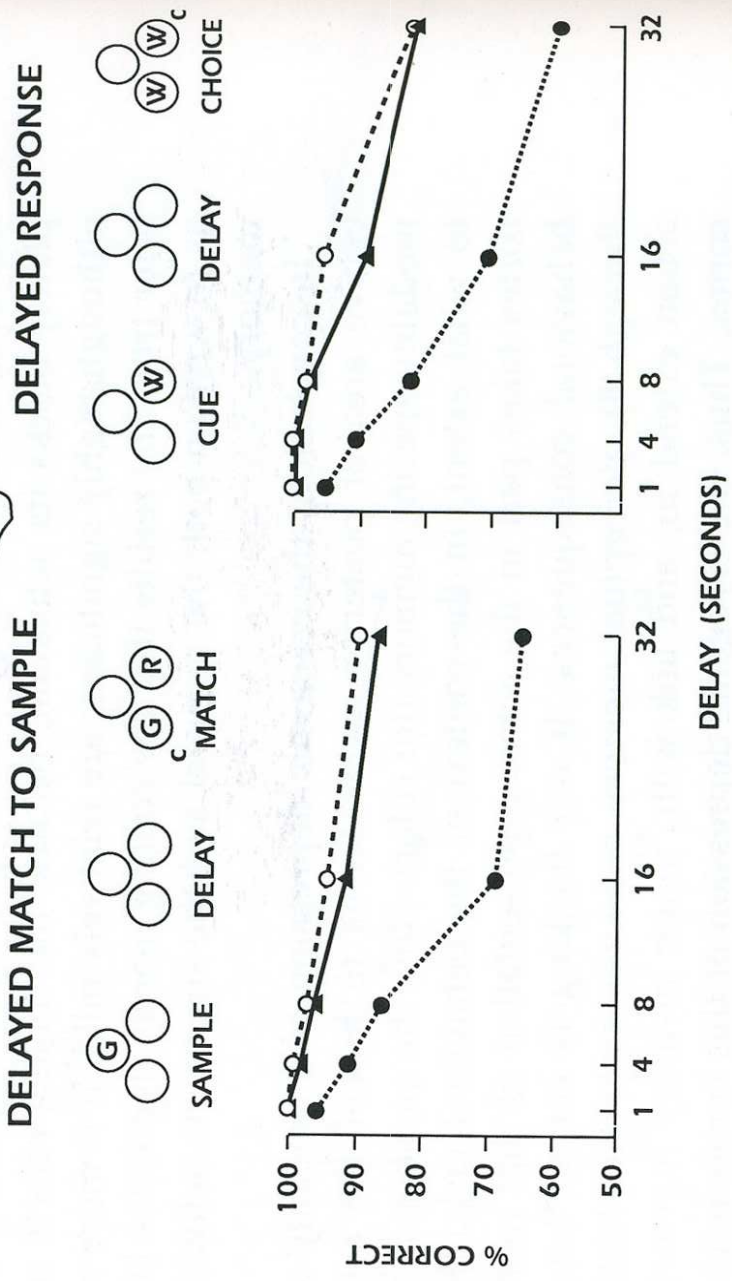 DELAYED MATCH TO SAMPLE
G
SAMPLE
DELAY
G R
C
MATCH
DELAYED RESPONSE
W
CUE
DELAY
W W
C
CHOICE
% CORRECT
100
90
80
70
60
50
1 4 8 16 32
1 4 8 16 32
DELAY (SECONDS)